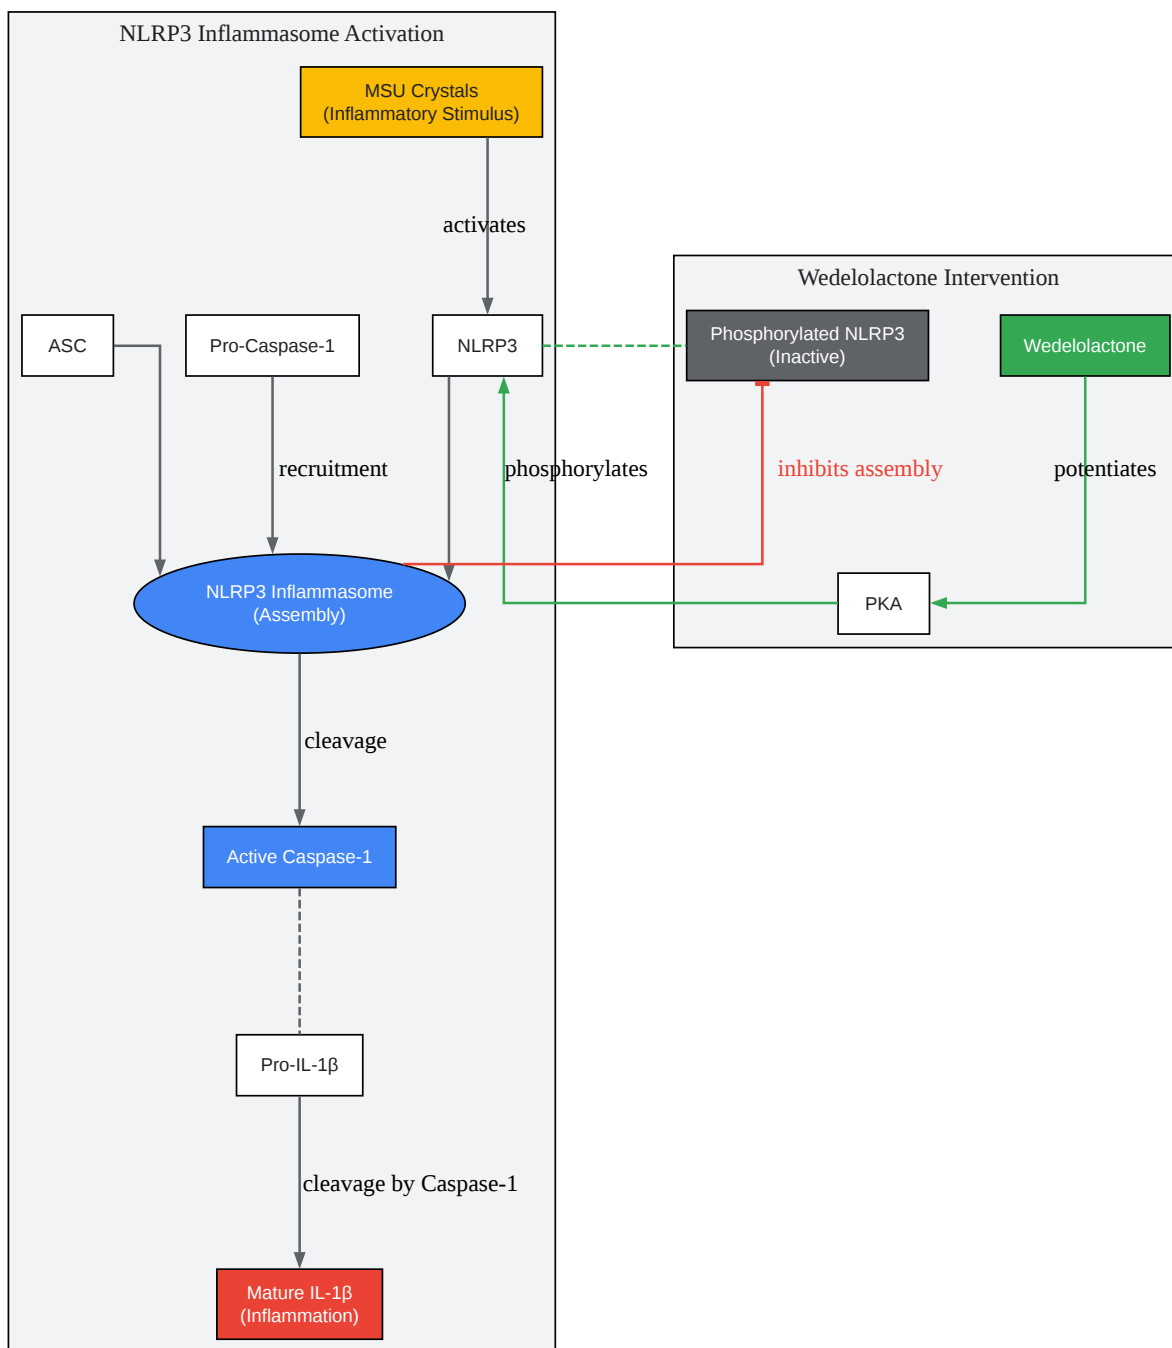 NLRP3 Inflammasome Activation
MSU Crystals
(Inflammatory Stimulus)
activates
Wedelolactone Intervention
ASC
Pro-Caspase-1
NLRP3
Phosphorylated NLRP3
(Inactive)
Wedelolactone
recruitment
phosphorylates
inhibits assembly
potentiates
NLRP3 Inflammasome
(Assembly)
PKA
cleavage
Active Caspase-1
Pro-IL-1β
cleavage by Caspase-1
Mature IL-1β
(Inflammation)